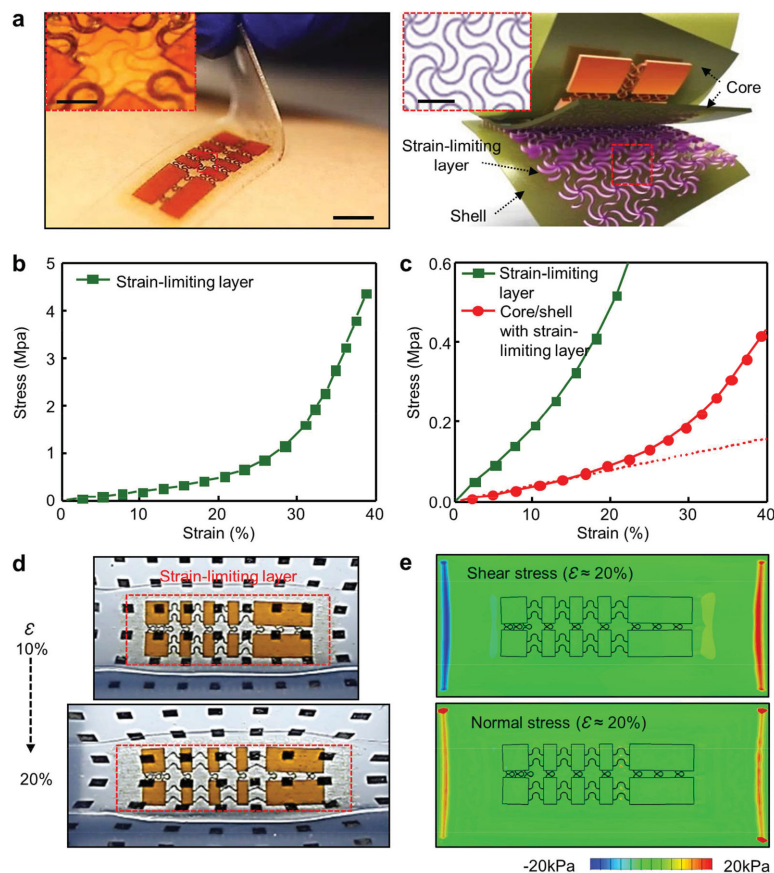 a
Core
Strain-limiting
layer
Shell
b
5
4
3
2
1
0
Stress (Mpa)
Strain-limiting layer
0
10
20
30
40
Strain (%)
c
0.6
0.4
0.2
0.0
Stress (Mpa)
Strain-limiting
layer
Core/shell
with strain-
limiting layer
0
10
20
30
40
Strain (%)
d
Strain-limiting layer
ℰ
10%
20%
e
Shear stress (ℰ ≈ 20%)
Normal stress (ℰ ≈ 20%)
-20kPa
20kPa